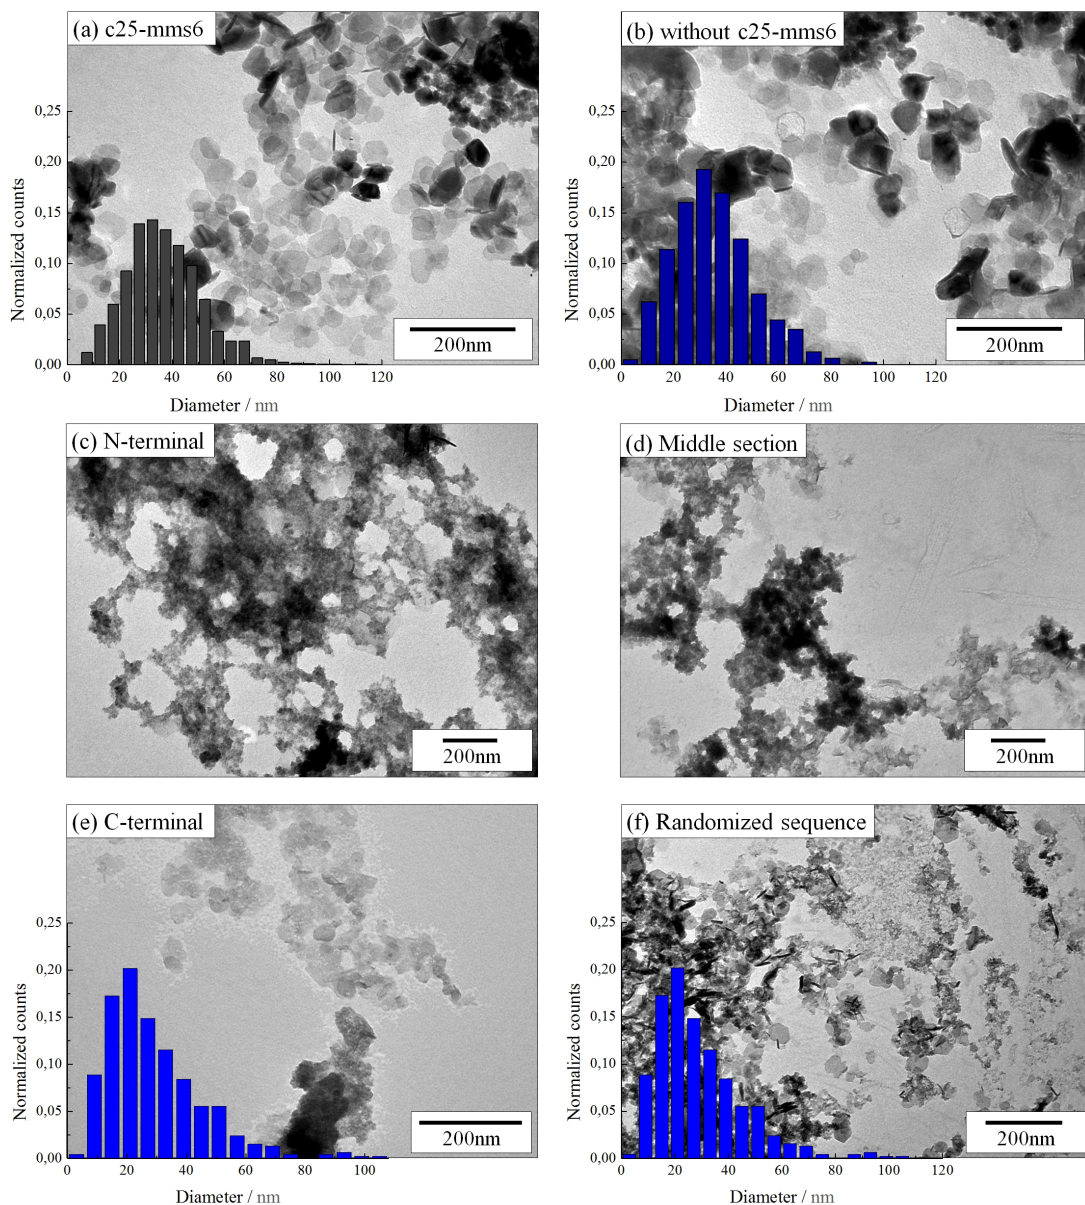 (a) c25-mms6
Normalized counts
0,25
0,20
0,15
0,10
0,05
0,00
0 20 40 60 80 100 120
Diameter / nm
200nm
(b) without c25-mms6
Normalized counts
0,25
0,20
0,15
0,10
0,05
0,00
0 20 40 60 80 100 120
Diameter / nm
200nm
(c) N-terminal
200nm
(d) Middle section
200nm
(e) C-terminal
Normalized counts
0,25
0,20
0,15
0,10
0,05
0,00
0 20 40 60 80 100
Diameter / nm
200nm
(f) Randomized sequence
Normalized counts
0,25
0,20
0,15
0,10
0,05
0,00
0 20 40 60 80 100 120
Diameter / nm
200nm